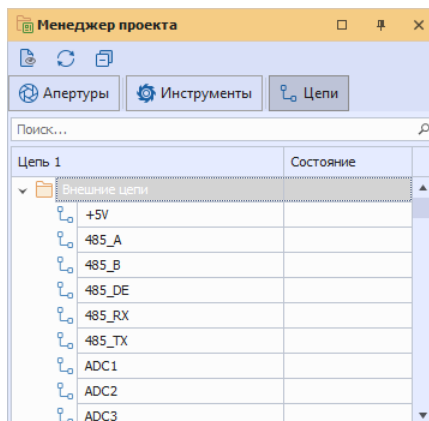 Менеджер проекта
Апертуры Инструменты Цепи
Поиск...
Цепь 1 Состояние
Внешние цепи
+5V
485_A
485_B
485_DE
485_RX
485_TX
ADC1
ADC2
ADC3